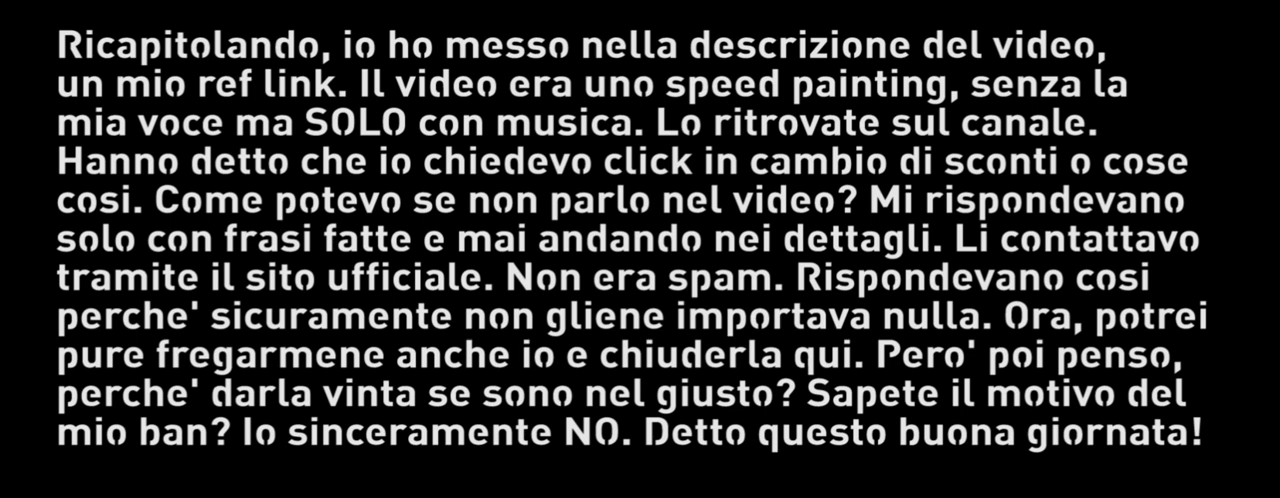 Ricapitolando, io ho messo nella descrizione del video,
un mio ref link. Il video era uno speed painting, senza la
mia voce ma SOLO con musica. Lo ritrovate sul canale.
Hanno detto che io chiedevo click in cambio di sconti o cose
cosi. Come potevo se non parlo nel video? Mi rispondevano
solo con frasi fatte e mai andando nei dettagli. Li contattavo
tramite il sito ufficiale. Non era spam. Rispondevano cosi
perche' sicuramente non gliene importava nulla. Ora, potrei
pure fregarmene anche io e chiuderla qui. Pero' poi penso,
perche' darla vinta se sono nel giusto? Sapete il motivo del
mio ban? Io sinceramente NO. Detto questo buona giornata!